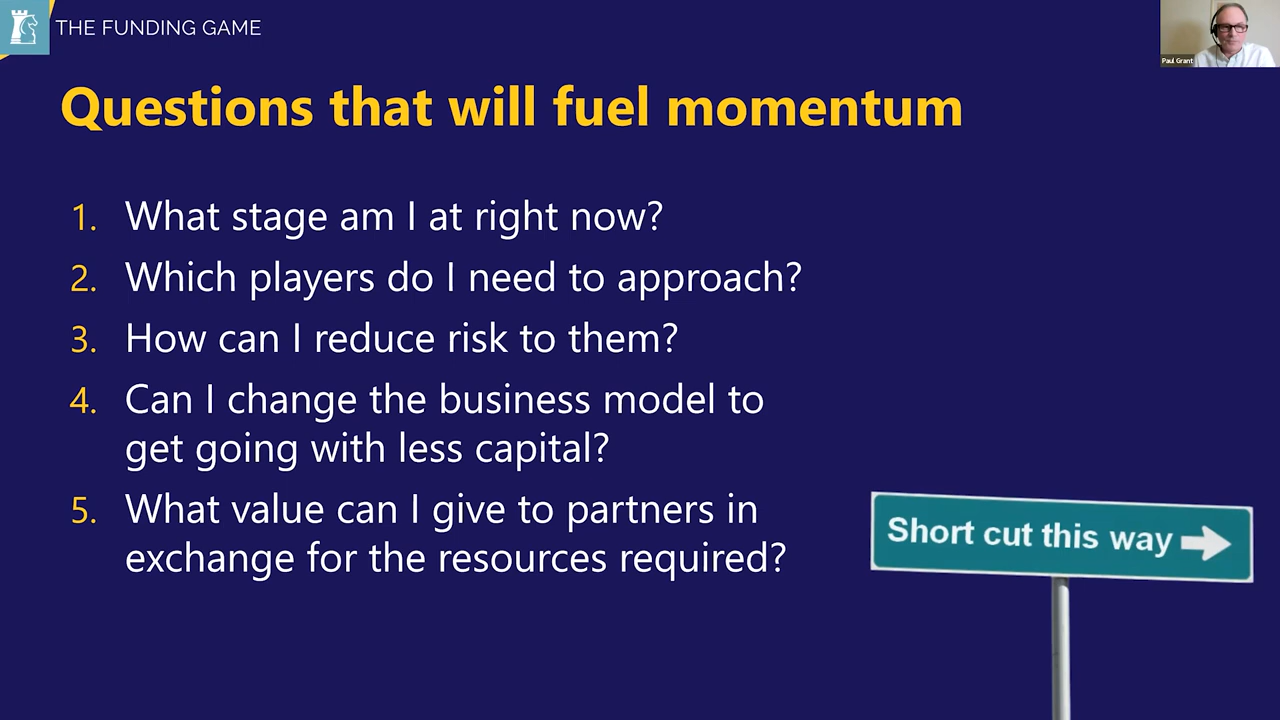 THE FUNDING GAME
Paul Grant
Questions that will fuel momentum
1. What stage am I at right now?
2. Which players do I need to approach?
3. How can I reduce risk to them?
4. Can I change the business model to
get going with less capital?
5. What value can I give to partners in
exchange for the resources required?
Short cut this way